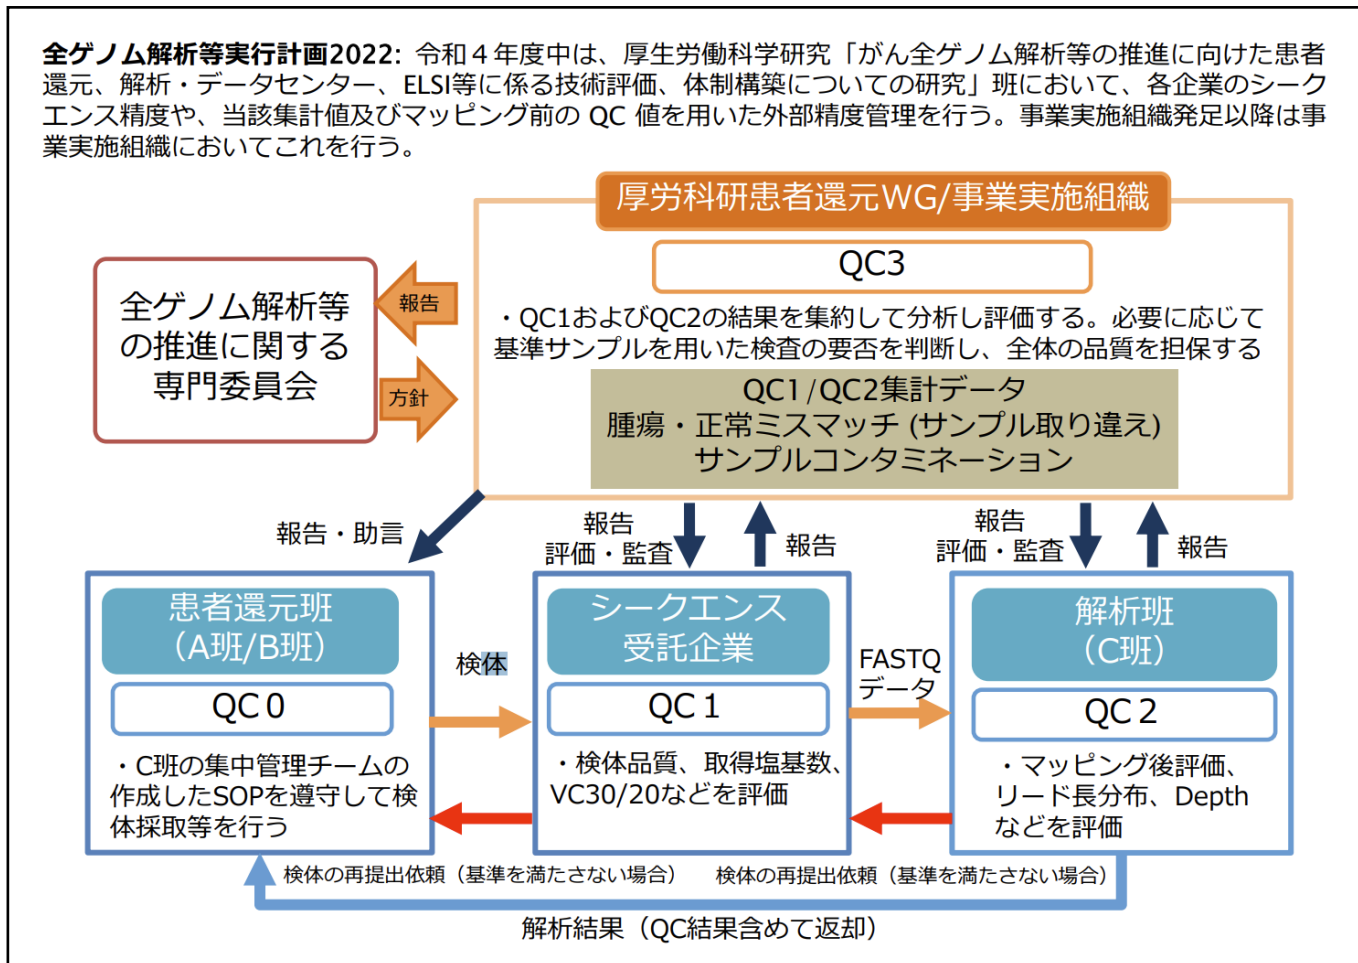 全ゲノム解析等実行計画2022: 令和４年度中は、厚生労働科学研究「がん全ゲノム解析等の推進に向けた患者
還元、解析・データセンター、ELSI等に係る技術評価、体制構築についての研究」班において、各企業のシーク
エンス精度や、当該集計値及びマッピング前の QC 値を用いた外部精度管理を行う。事業実施組織発足以降は事
業実施組織においてこれを行う。
厚労科研患者還元WG/事業実施組織
QC3
・QC1およびQC2の結果を集約して分析し評価する。必要に応じて
基準サンプルを用いた検査の要否を判断し、全体の品質を担保する
QC1/QC2集計データ
腫瘍・正常ミスマッチ (サンプル取り違え)
サンプルコンタミネーション
全ゲノム解析等
の推進に関する
専門委員会
報告
方針
報告・助言
報告
評価・監査
報告
報告
評価・監査
報告
患者還元班
（A班/B班）
QC０
・C班の集中管理チームの
作成したSOPを遵守して検
体採取等を行う
検体
シークエンス
受託企業
QC１
・検体品質、取得塩基数、
VC30/20などを評価
FASTQ
データ
解析班
（C班）
QC２
・マッピング後評価、
リード長分布、Depth
などを評価
検体の再提出依頼（基準を満たさない場合）
検体の再提出依頼（基準を満たさない場合）
解析結果（QC結果含めて返却）